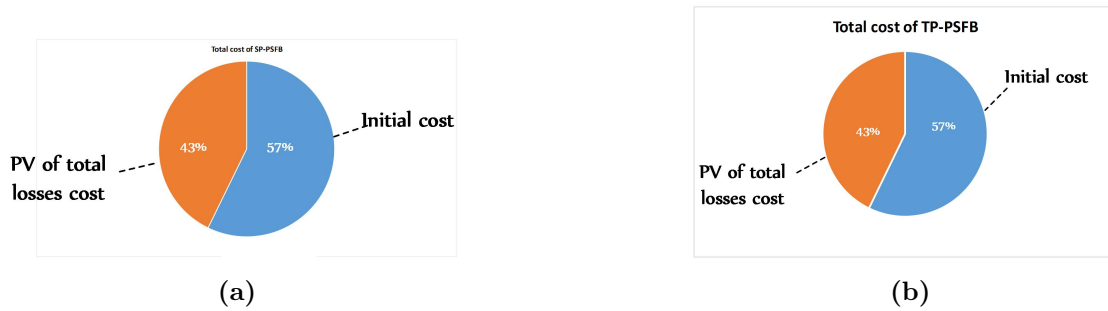 Total cost of SP-PSFB
Initial cost
43%
57%
PV of total
losses cost
(a)
Total cost of TP-PSFB
Initial cost
57%
43%
PV of total
losses cost
(b)